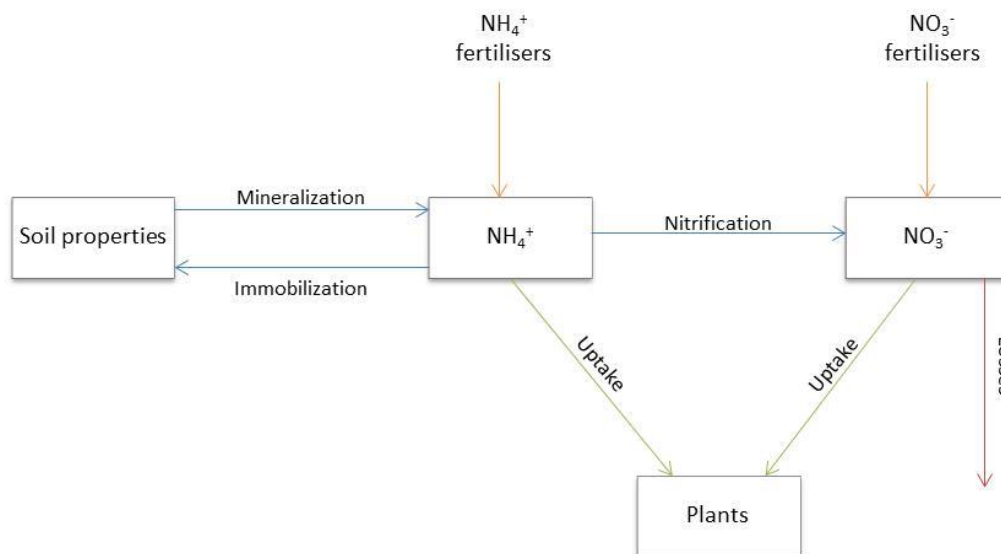 NH₄⁺
fertilisers
NO₃⁻
fertilisers
Mineralization
Soil properties
NH₄⁺
Nitrification
NO₃⁻
Immobilization
Uptake
Uptake
Plants